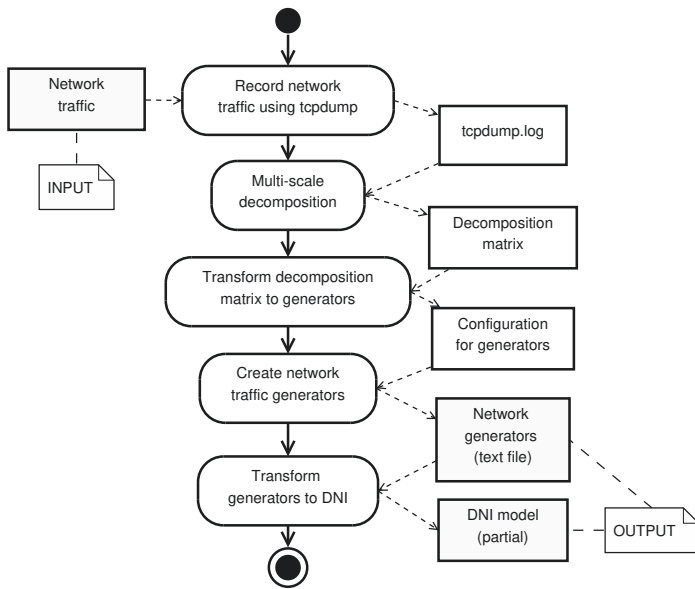 Network
traffic
Record network
traffic using tcpdump
tcpdump.log
INPUT
Multi-scale
decomposition
Decomposition
matrix
Transform decomposition
matrix to generators
Configuration
for generators
Create network
traffic generators
Network
generators
(text file)
Transform
generators to DNI
DNI model
(partial)
OUTPUT